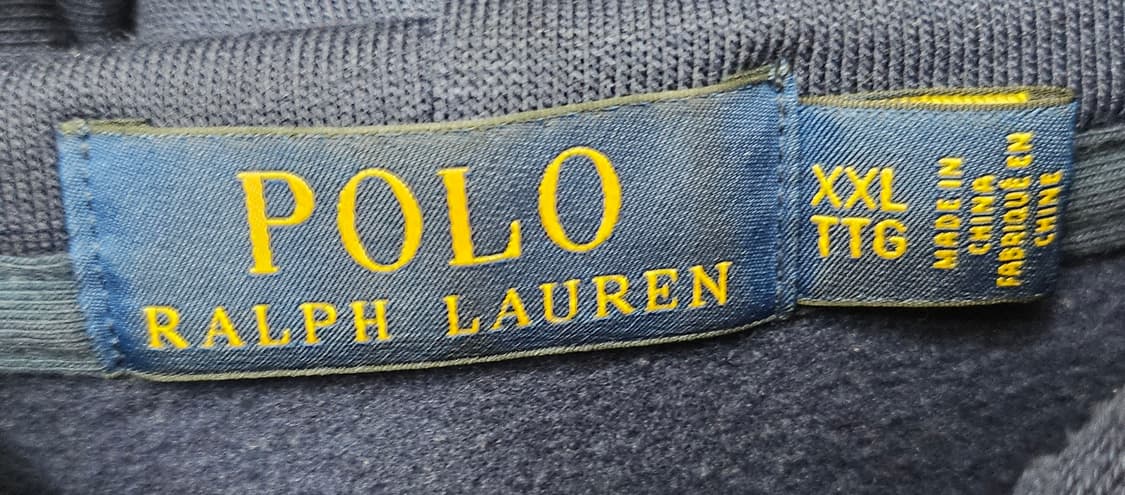 POLO
RALPH LAUREN
XXL
TTG
MADE IN
CHINA
FABRIQUÉ EN
CHINE